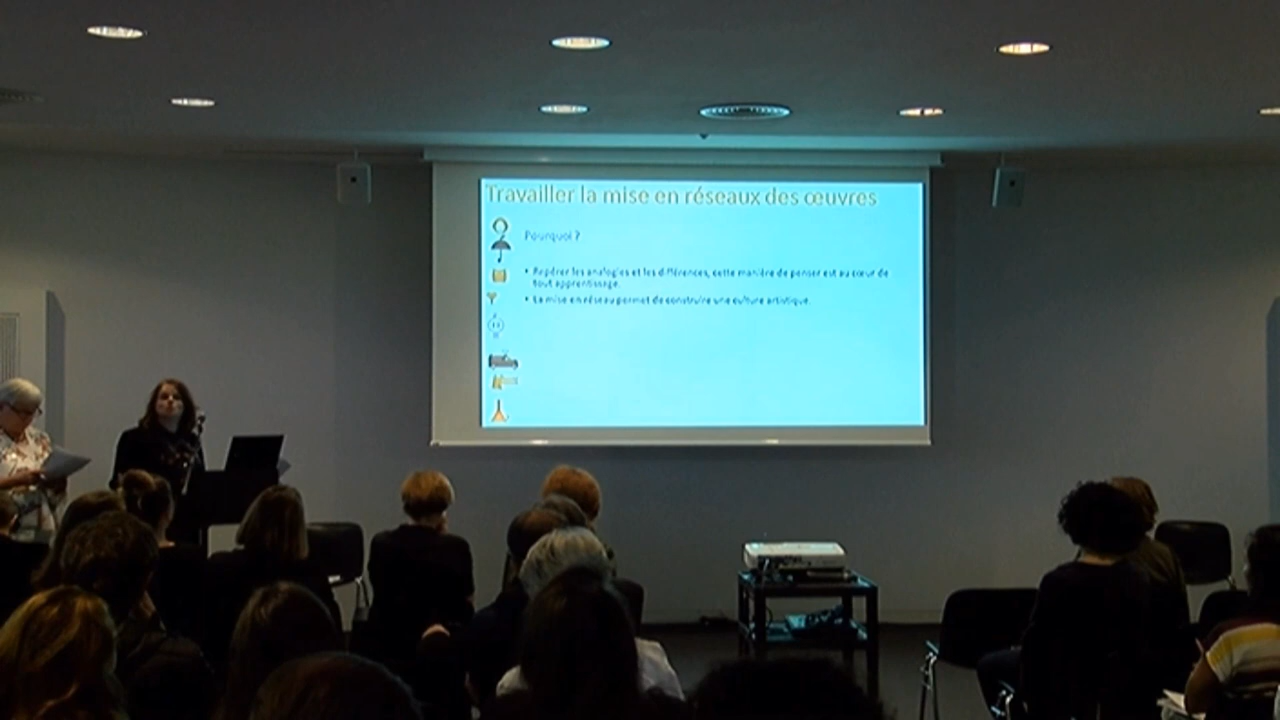 Travailler la mise en réseaux des œuvres
Pourquoi ?
• Repérer les analogies et les différences, cette manière de penser est au cœur de
tout apprentissage.
• La mise en réseau permet de construire une culture artistique.